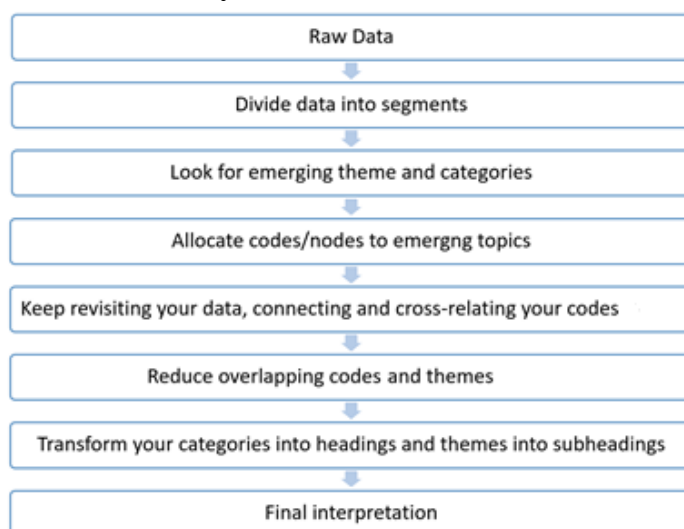 Raw Data
Divide data into segments
Look for emerging theme and categories
Allocate codes/nodes to emergng topics
Keep revisiting your data, connecting and cross-relating your codes
Reduce overlapping codes and themes
Transform your categories into headings and themes into subheadings
Final interpretation